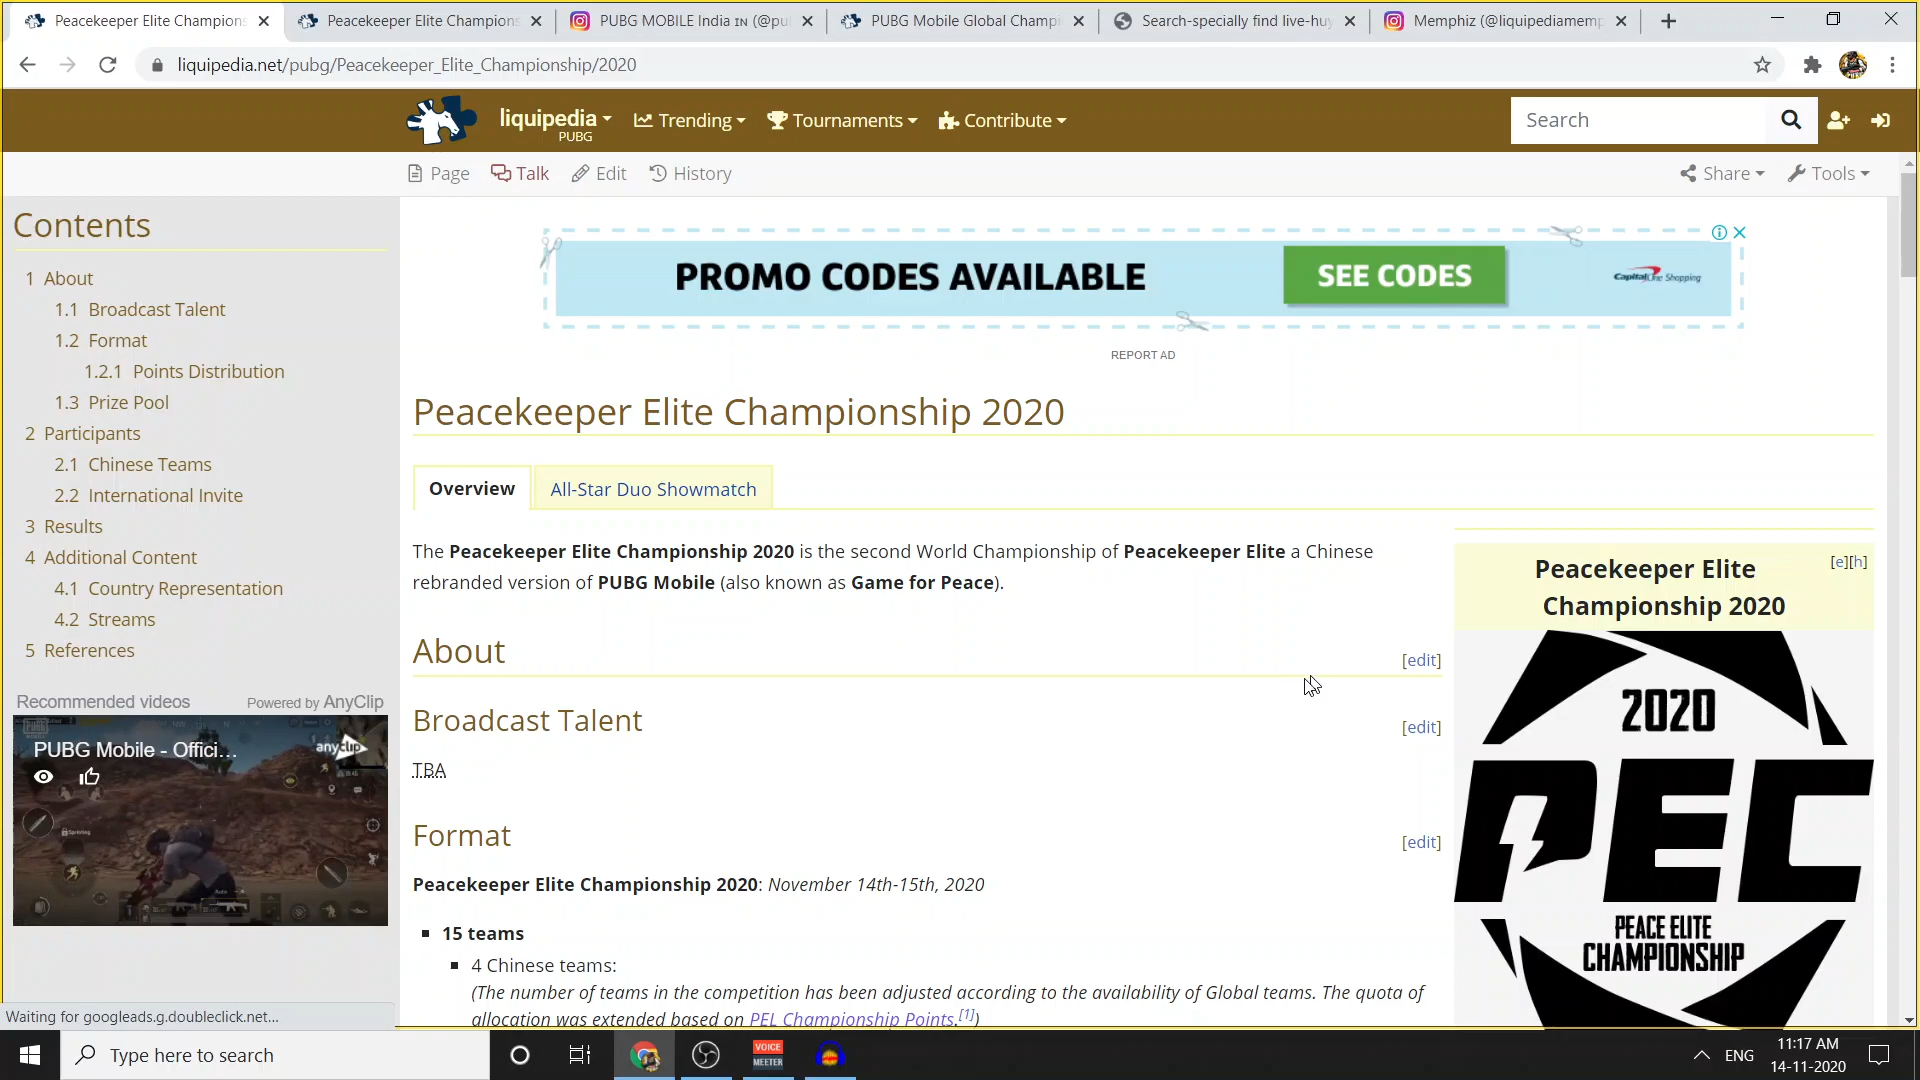 Peacekeeper Elite Champions
Peacekeeper Elite Champions
PUBG MOBILE India IN (@pu
PUBG Mobile Global Champi
Search-specially find live-hu
Memphiz (@liquipediamemp
liquipedia.net/pubg/Peacekeeper_Elite_Championship/2020
liquipedia
PUBG
Trending
Tournaments
Contribute
Search
Page
Talk
Edit
History
Share
Tools
Contents
1 About
1.1 Broadcast Talent
1.2 Format
1.2.1 Points Distribution
1.3 Prize Pool
2 Participants
2.1 Chinese Teams
2.2 International Invite
3 Results
4 Additional Content
4.1 Country Representation
4.2 Streams
5 References
Recommended videos
Powered by AnyClip
PUBG Mobile - Offici...
anyclip
PROMO CODES AVAILABLE
SEE CODES
Capital One Shopping
REPORT AD
Peacekeeper Elite Championship 2020
Overview
All-Star Duo Showmatch
The Peacekeeper Elite Championship 2020 is the second World Championship of Peacekeeper Elite a Chinese
rebranded version of PUBG Mobile (also known as Game for Peace).
About
[edit]
Broadcast Talent
[edit]
TBA
Format
[edit]
Peacekeeper Elite Championship 2020: November 14th-15th, 2020
15 teams
4 Chinese teams:
(The number of teams in the competition has been adjusted according to the availability of Global teams. The quota of
allocation was extended based on PEL Championship Points.[1])
[e][h]
Peacekeeper Elite
Championship 2020
2020
PEC
PEACE ELITE
CHAMPIONSHIP
Waiting for googleads.g.doubleclick.net...
Type here to search
VOICE
MEETER
ENG
11:17 AM
14-11-2020